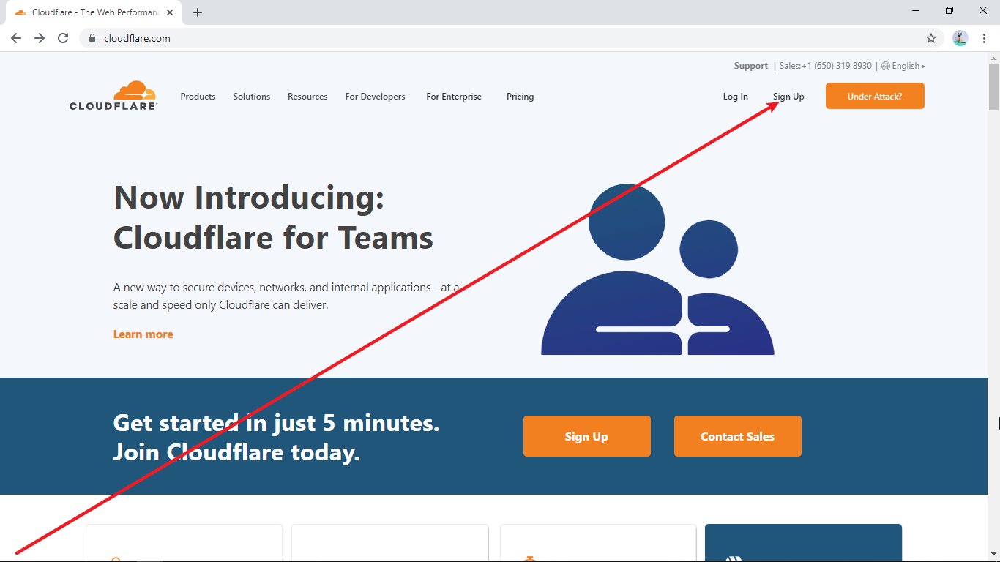 Cloudflare - The Web Performanc
cloudflare.com
Support | Sales:+1 (650) 319 8930 | English
CLOUDFLARE
Products Solutions Resources For Developers For Enterprise Pricing Log In Sign Up Under Attack?
Now Introducing:
Cloudflare for Teams
A new way to secure devices, networks, and internal applications - at a
scale and speed only Cloudflare can deliver.
Learn more
Get started in just 5 minutes.
Join Cloudflare today.
Sign Up Contact Sales